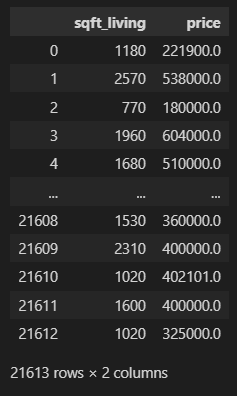 sqft_living price
0 1180 221900.0
1 2570 538000.0
2 770 180000.0
3 1960 604000.0
4 1680 510000.0
... ... ...
21608 1530 360000.0
21609 2310 400000.0
21610 1020 402101.0
21611 1600 400000.0
21612 1020 325000.0
21613 rows × 2 columns